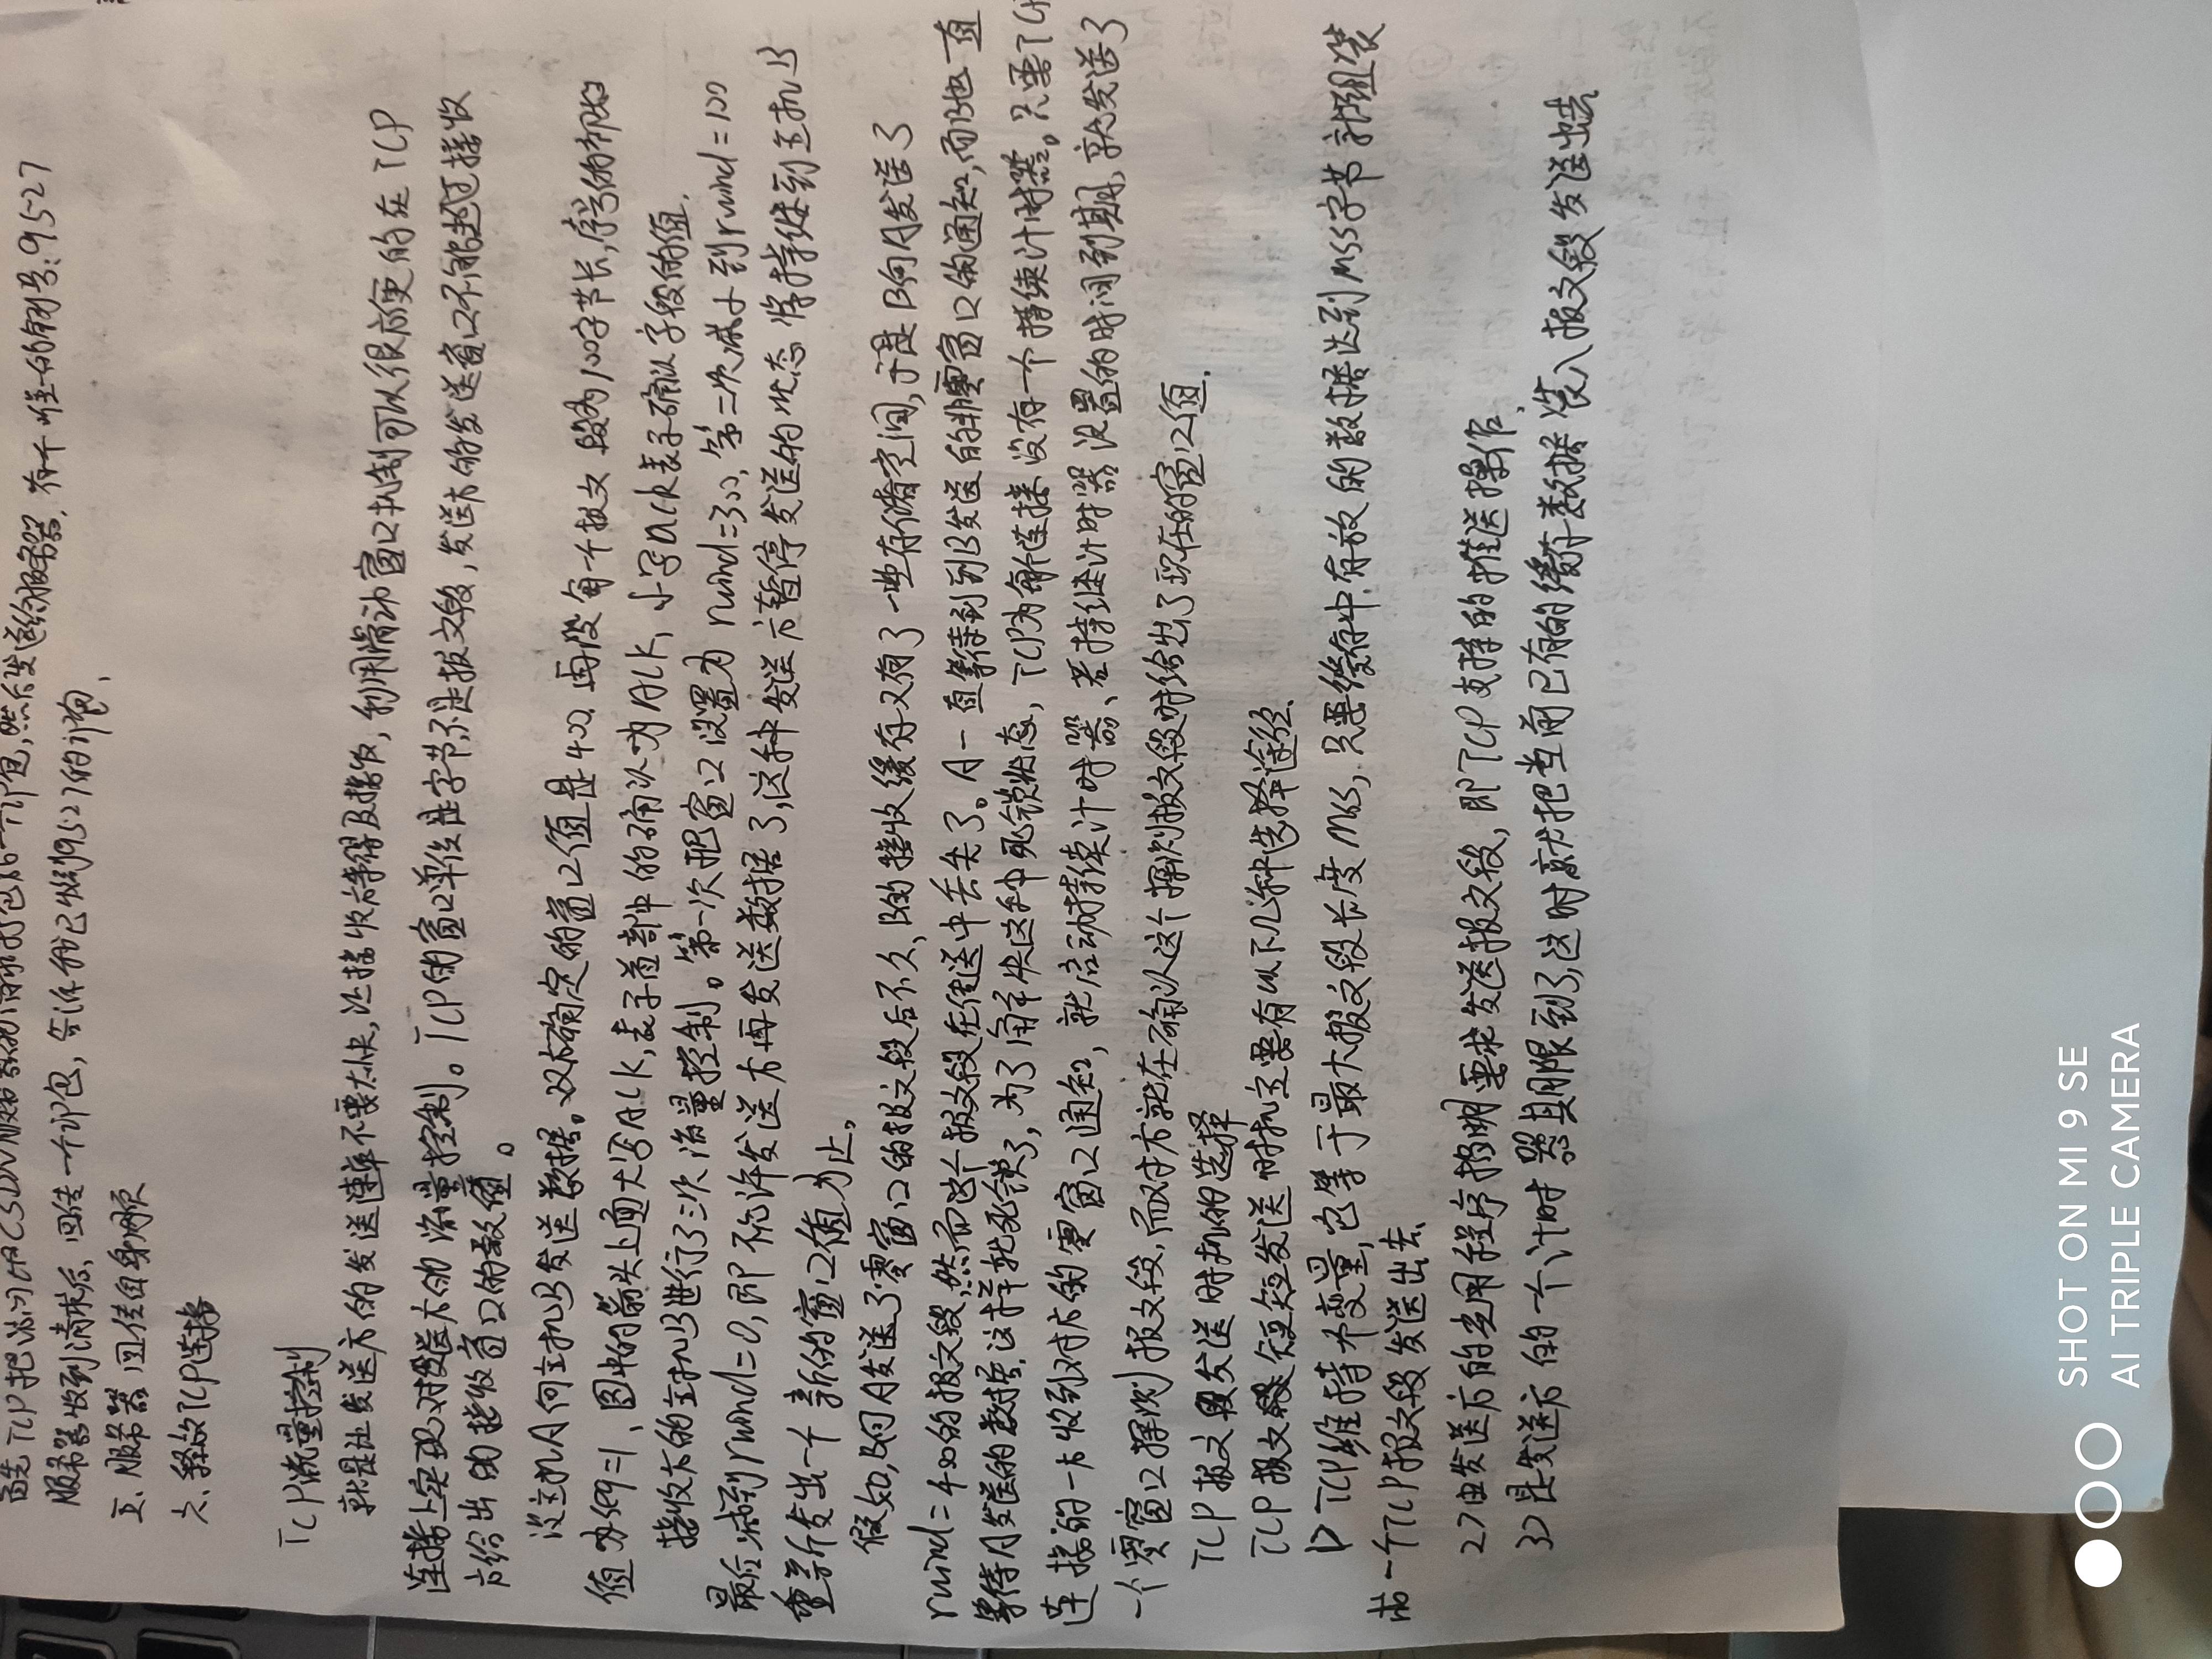 首先TCP把访问CSDN服务器的请求打包成一个印包,然后发送给服务器,有个唯一的编号:9527
服务器收到请求后,回传一个印包,告诉我已收到9527的印包,
五、服务器回传自身网页
六、释放TCP连接
TCP流量控制
就是让发送方的发送速率不要太快,让接收方来得及接收,利用滑动窗口机制可以很方便的在TCP
连接上实现对发送方的流量控制。TCP的窗口单位是字节,不是报文段,发送方的发送窗口不能超过接收
方给出的接收窗口的数值。
设主机A向主机B发送数据。双方确定的窗口值是400.再设每一个报文段为100字节长,序号的初始
值为seq=1、图中的箭头上面大写ACK,表示首部中的确认为ACK,小写ack表示确认字段的值.
接收方的主机B进行了三次流量控制。第一次把窗口设置为rwind=300,第二次减小到rwind=100
最后减到rwind=0,即不允许发送方再发送数据了,这种发送方暂停发送的状态将持续到主机B
重新发出一个新的窗口值为止。
假如,B向A发送了零窗口的报文段后不久,B的接收缓存又有了一些存储空间,于是B向A发送了
rwind=400的报文段,然而这个报文段在传送中丢失了。A一直等待到到B发送的非零窗口的通知,而B也一直
等待A发送的数据.这样就死锁了,为了解决这种死锁状态,TCP为每个连接设有一个持续计时器。只要TCP
连接的一方收到对方的零窗口通知,就启动持续计时器、若持续计时器设置的时间到期,就发送了
一个零窗口探测报文段,而对方就在确认这个探测报文段时给出了现在的窗口值.
TCP报文段发送时机的选择
TCP报文段短短发送时机主要有以下几种选择途径.
1>TCP维持一个变量,它等于最大报文段长度MSS,只要缓存中存放的数据达到MSS字节就组装
成一个TCP报文段发送出去
2>由发送方的应用程序指明要求发送报文段,即TCP支持的推送操作,
3>是发送方的一个计时器期限到了,这时就把当前已有的缓存数据装入报文段发送出去
SHOT ON MI 9 SE
AI TRIPLE CAMERA